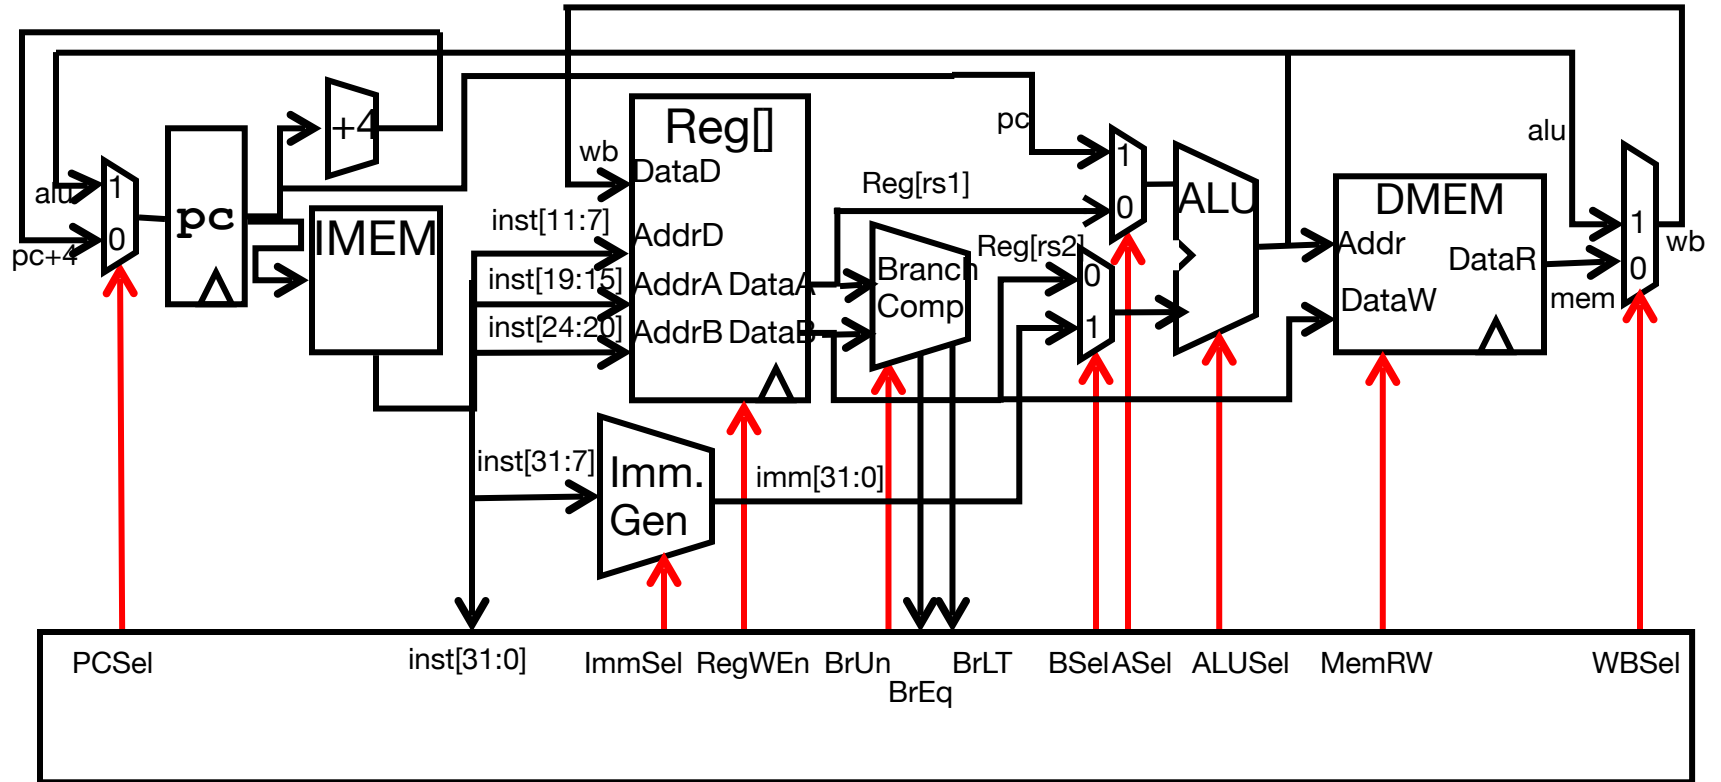 alu
pc+4
1
0
pc
+4
IMEM
inst[11:7]
inst[19:15]
inst[24:20]
wb
Reg[]
DataD
AddrD
AddrA DataA
AddrB DataB
inst[31:7]
Imm.
Gen
imm[31:0]
Reg[rs1]
Branch
Comp
Reg[rs2]
pc
1
0
0
1
ALU
DMEM
Addr
DataR
DataW
alu
mem
1
0
wb
PCSel
inst[31:0]
ImmSel
RegWEn
BrUn
BrEq
BrLT
BSel
ASel
ALUSel
MemRW
WBSel